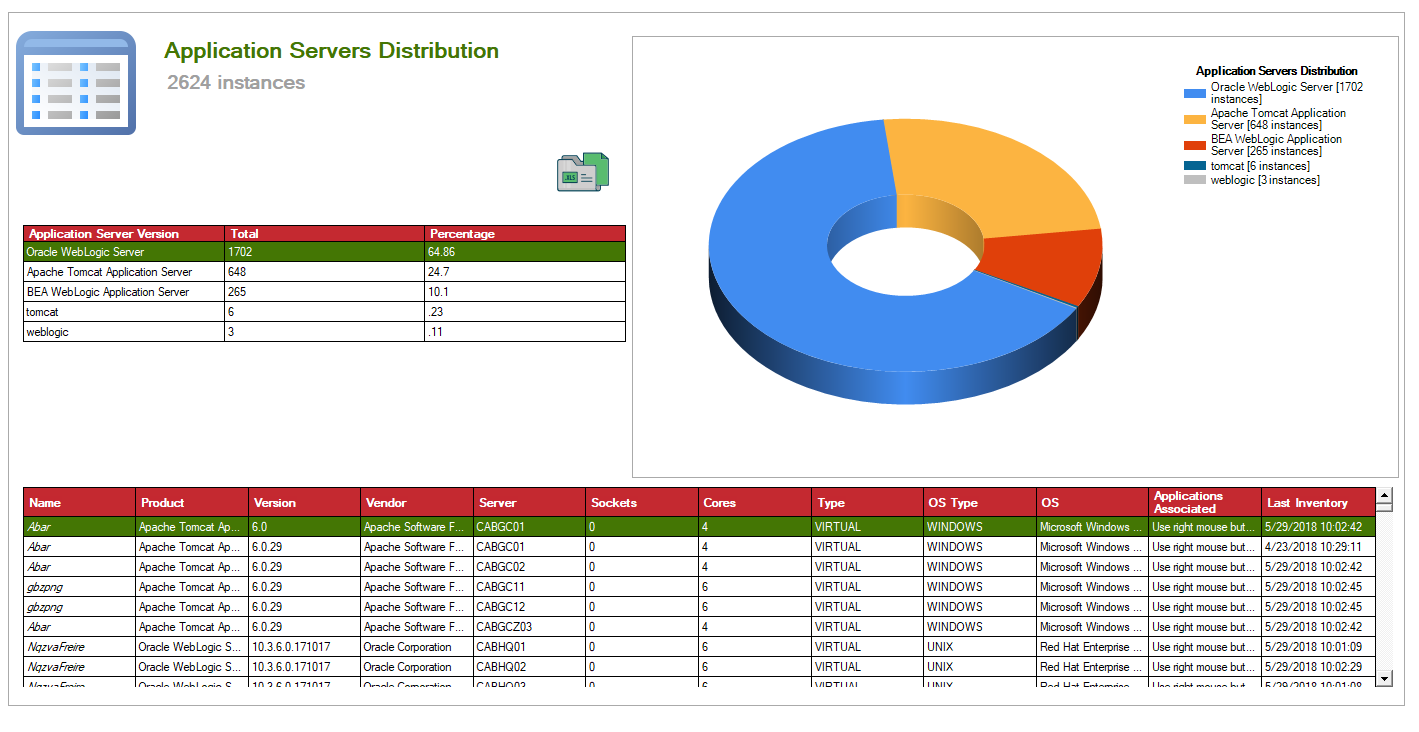 Application Servers Distribution
2624 instances
XLS
Application Server Version Total Percentage
Oracle WebLogic Server 1702 64.86
Apache Tomcat Application Server 648 24.7
BEA WebLogic Application Server 265 10.1
tomcat 6 .23
weblogic 3 .11
Application Servers Distribution
Oracle WebLogic Server [1702
instances]
Apache Tomcat Application
Server [648 instances]
BEA WebLogic Application
Server [265 instances]
tomcat [6 instances]
weblogic [3 instances]
Name Product Version Vendor Server Sockets Cores Type OS Type OS Applications Associated Last Inventory
Abar Apache Tomcat Ap... 6.0 Apache Software F... CABGC01 0 4 VIRTUAL WINDOWS Microsoft Windows ... Use right mouse but... 5/29/2018 10:02:42
Abar Apache Tomcat Ap... 6.0.29 Apache Software F... CABGC01 0 4 VIRTUAL WINDOWS Microsoft Windows ... Use right mouse but... 4/23/2018 10:29:11
Abar Apache Tomcat Ap... 6.0.29 Apache Software F... CABGC02 0 4 VIRTUAL WINDOWS Microsoft Windows ... Use right mouse but... 5/29/2018 10:02:42
gbzpng Apache Tomcat Ap... 6.0.29 Apache Software F... CABGC11 0 6 VIRTUAL WINDOWS Microsoft Windows ... Use right mouse but... 5/29/2018 10:02:45
gbzpng Apache Tomcat Ap... 6.0.29 Apache Software F... CABGC12 0 6 VIRTUAL WINDOWS Microsoft Windows ... Use right mouse but... 5/29/2018 10:02:45
Abar Apache Tomcat Ap... 6.0.29 Apache Software F... CABGCZ03 0 4 VIRTUAL WINDOWS Microsoft Windows ... Use right mouse but... 5/29/2018 10:02:42
NqzvaFreire Oracle WebLogic S... 10.3.6.0.171017 Oracle Corporation CABHQ01 0 6 VIRTUAL UNIX Red Hat Enterprise ... Use right mouse but... 5/29/2018 10:01:09
NqzvaFreire Oracle WebLogic S... 10.3.6.0.171017 Oracle Corporation CABHQ02 0 6 VIRTUAL UNIX Red Hat Enterprise ... Use right mouse but... 5/29/2018 10:02:29
NqzvaFreire Oracle WebLogic S... 10.3.6.0.171017 Oracle Corporation CABHQ03 0 6 VIRTUAL UNIX Red Hat Enterprise ... Use right mouse but... 5/29/2018 10:01:08